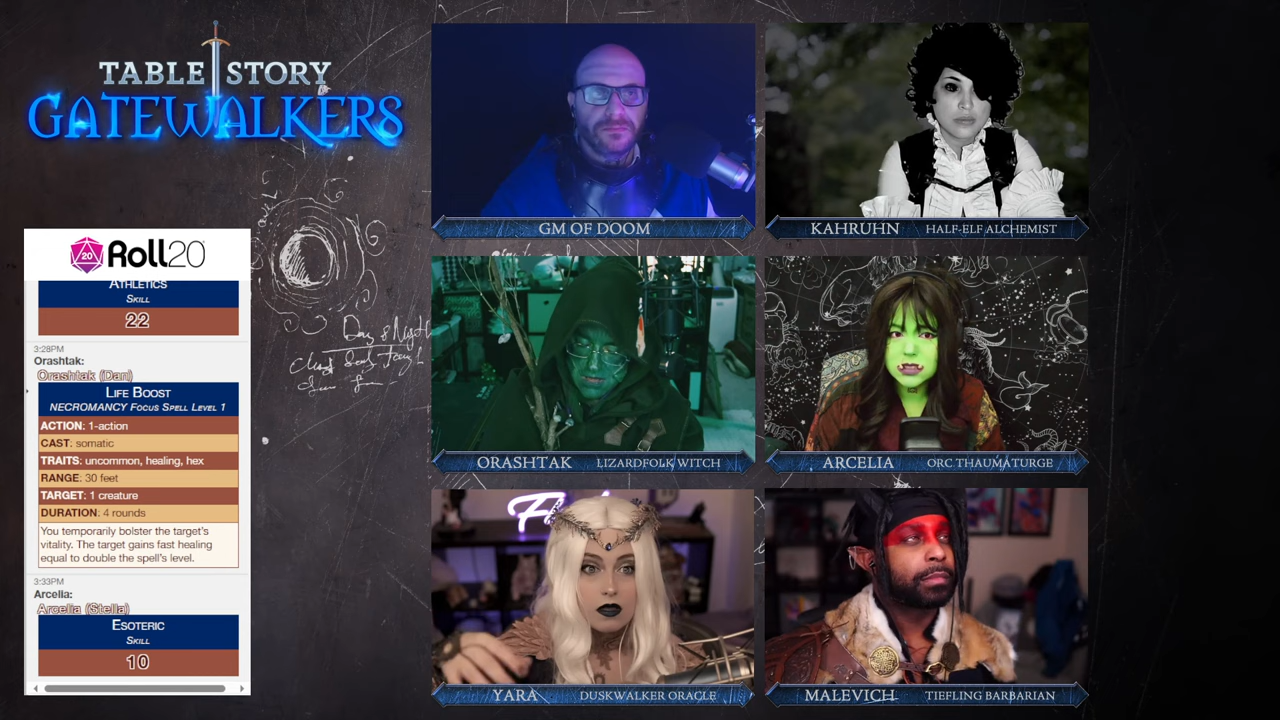 TABLE STORY
GATEWALKERS
20
Roll20
ATHLETICS
SKILL
22
3:28PM
Orashtak:
Orashtak (Dan)
LIFE BOOST
NECROMANCY FOCUS SPELL LEVEL 1
ACTION: 1-action
CAST: somatic
TRAITS: uncommon, healing, hex
RANGE: 30 feet
TARGET: 1 creature
DURATION: 4 rounds
You temporarily bolster the target's
vitality. The target gains fast healing
equal to double the spell's level.
3:33PM
Arcelia:
Arcelia (Stella)
ESOTERIC
SKILL
10
GM OF DOOM
KAHRUHN HALF-ELF ALCHEMIST
ORASHTAK LIZARDFOLK WITCH
ARCELIA ORC THAUMATURGE
YARA DUSKWALKER ORACLE
MALEVICH TIEFLING BARBARIAN